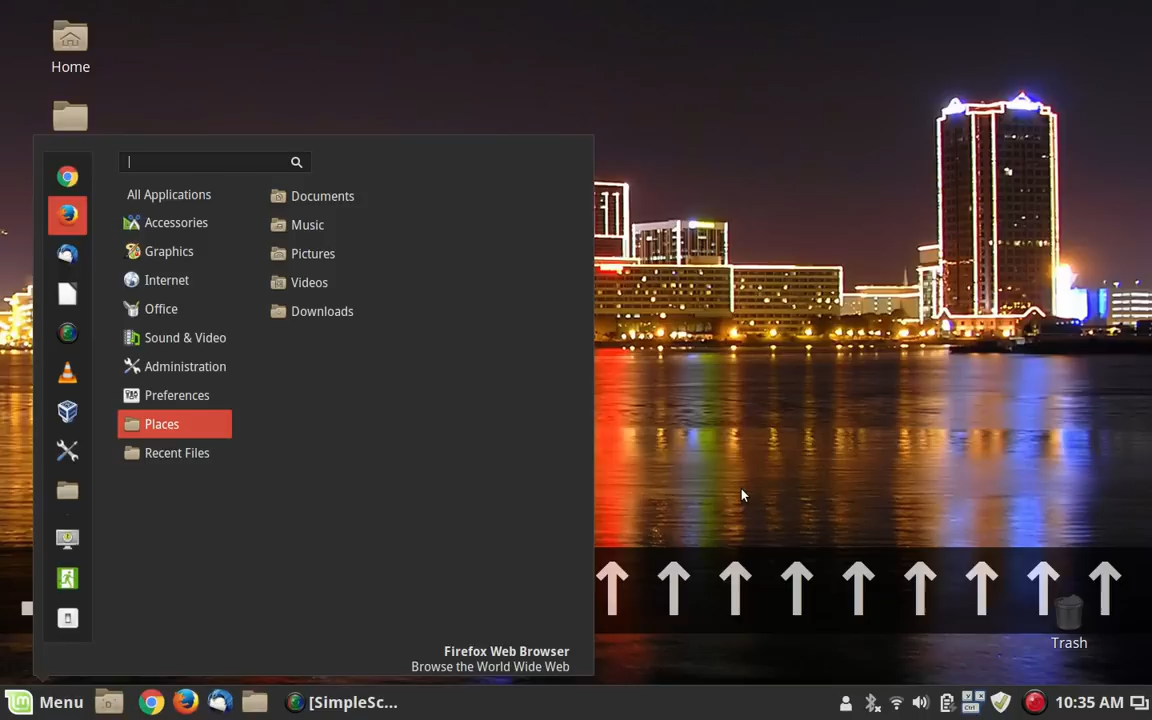 Home
All Applications
Accessories
Graphics
Internet
Office
Sound & Video
Administration
Preferences
Places
Recent Files
Documents
Music
Pictures
Videos
Downloads
Firefox Web Browser
Browse the World Wide Web
↑ ↑ ↑ ↑ ↑ ↑ ↑ ↑ ↑
Trash
Menu
[SimpleSc...
10:35 AM